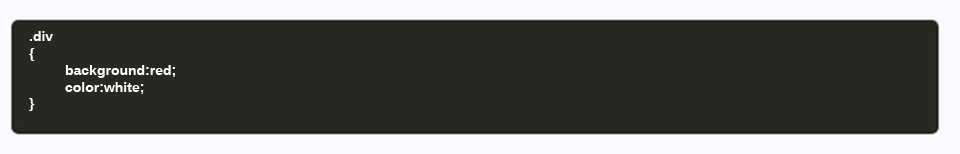 .div
{
background:red;
color:white;
}